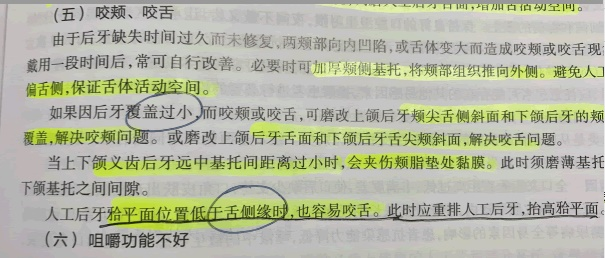 增加舌活动空间。
（五）咬颊、咬舌
由于后牙缺失时间过久而未修复，两颊部向内凹陷，或舌体变大而造成咬颊或咬舌现
戴用一段时间后，常可自行改善。必要时可加厚颊侧基托，将颊部组织推向外侧。避免人工
偏舌侧，保证舌体活动空间。
如果因后牙覆盖过小，而咬颊或咬舌，可磨改上颌后牙颊尖舌侧斜面和下颌后牙的颊
覆盖，解决咬颊问题。或磨改上颌后牙舌面和下颌后牙舌尖颊斜面，解决咬舌问题。
当上下颌义齿后牙远中基托间距离过小时，会夹伤颊脂垫处黏膜。此时须磨薄基托
下颌基托之间间隙。
人工后牙𬌗平面位置低于舌侧缘时，也容易咬舌。此时应重排人工后牙，抬高𬌗平面。
（六）咀嚼功能不好